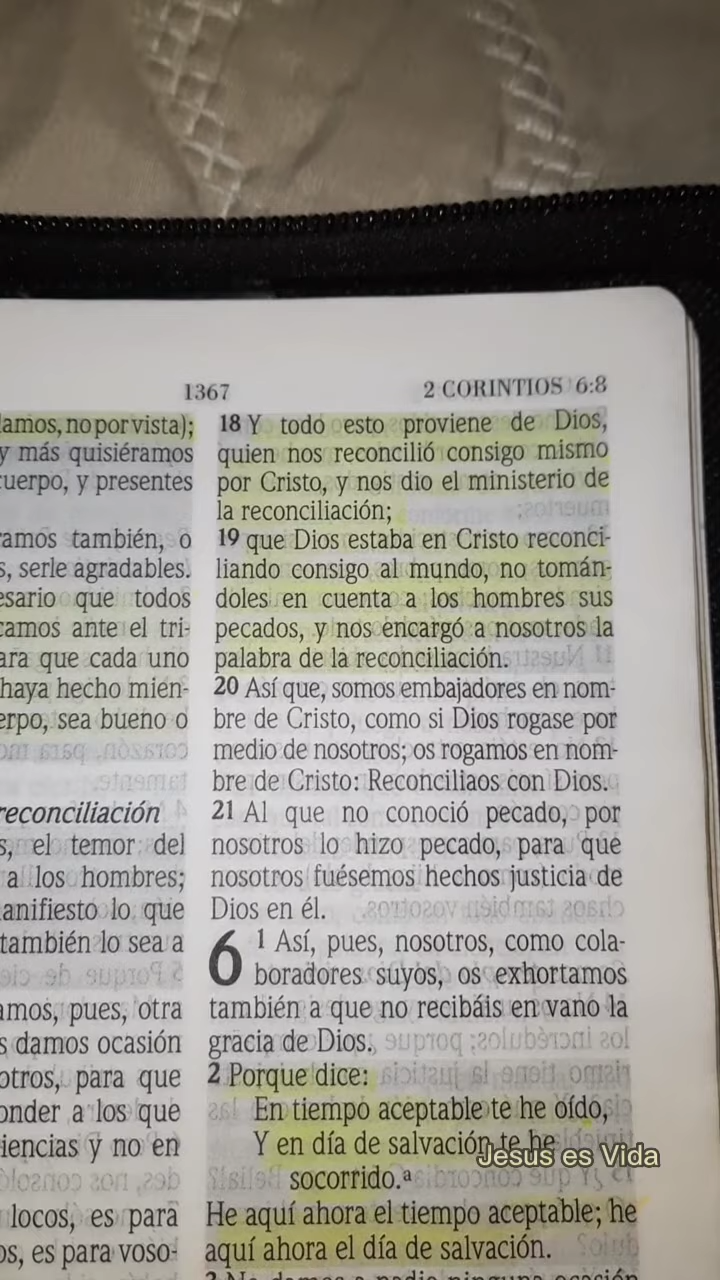 1367
2 CORINTIOS 6:8
amos, no por vista);
y más quisiéramos
uerpo, y presentes
amos también, o
s, serle agradables.
esario que todos
camos ante el tri-
ara que cada uno
haya hecho mien-
erpo, sea bueno o
reconciliación
s, el temor del
a los hombres;
anifiesto lo que
también lo sea a
amos, pues, otra
s damos ocasión
otros, para que
onder a los que
iencias y no en
locos, es para
os, es para voso-
18 Y todo esto proviene de Dios,
quien nos reconcilió consigo mismo
por Cristo, y nos dio el ministerio de
la reconciliación;
19 que Dios estaba en Cristo reconci-
liando consigo al mundo, no tomán-
doles en cuenta a los hombres sus
pecados, y nos encargó a nosotros la
palabra de la reconciliación.
20 Así que, somos embajadores en nom-
bre de Cristo, como si Dios rogase por
medio de nosotros; os rogamos en nom-
bre de Cristo: Reconciliaos con Dios.
21 Al que no conoció pecado, por
nosotros lo hizo pecado, para que
nosotros fuésemos hechos justicia de
Dios en él.
6 1 Así, pues, nosotros, como cola-
boradores suyos, os exhortamos
también a que no recibáis en vano la
gracia de Dios.
2 Porque dice:
En tiempo aceptable te he oído,
Y en día de salvación te he
socorrido.ª
He aquí ahora el tiempo aceptable; he
aquí ahora el día de salvación.
Jesus es Vida